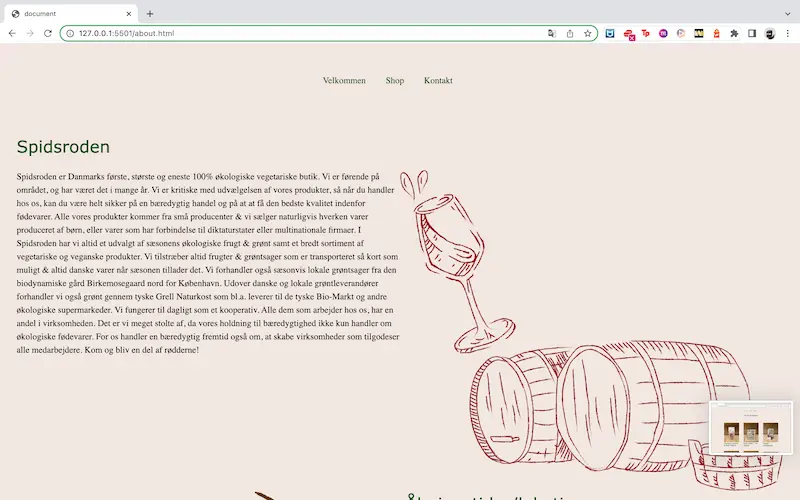 document
127.0.0.1:5501/about.html
Velkommen Shop Kontakt
Spidsroden
Spidsroden er Danmarks første, største og eneste 100% økologiske vegetariske butik. Vi er førende på
området, og har været det i mange år. Vi er kritiske med udvælgelsen af vores produkter, så når du handler
hos os, kan du være helt sikker på en bæredygtig handel og på at at få den bedste kvalitet indenfor
fødevarer. Alle vores produkter kommer fra små producenter & vi sælger naturligvis hverken varer
produceret af børn, eller varer som har forbindelse til diktaturstater eller multinationale firmaer. I
Spidsroden har vi altid et udvalgt af sæsonens økologiske frugt & grønt samt et bredt sortiment af
vegetariske og veganske produkter. Vi tilstræber altid frugter & grøntsager som er transporteret så kort som
muligt & altid danske varer når sæsonen tillader det. Vi forhandler også sæsonvis lokale grøntsager fra den
biodynamiske gård Birkemosegaard nord for København. Udover danske og lokale grøntleverandører
forhandler vi også grønt gennem tyske Grell Naturkost som bl.a. leverer til de tyske Bio-Markt og andre
økologiske supermarkeder. Vi fungerer til dagligt som et kooperativ. Alle dem som arbejder hos os, har en
andel i virksomheden. Det er vi meget stolte af, da vores holdning til bæredygtighed ikke kun handler om
økologiske fødevarer. For os handler en bæredygtig fremtid også om, at skabe virksomheder som tilgodeser
alle medarbejdere. Kom og bliv en del af rødderne!